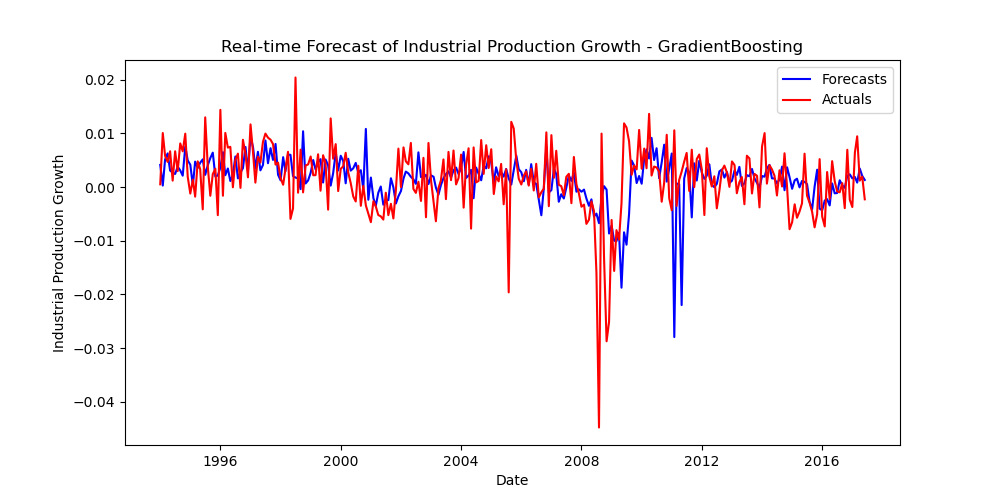 Real-time Forecast of Industrial Production Growth - GradientBoosting
Forecasts
Actuals
0.02
0.01
0.00
−0.01
−0.02
−0.03
−0.04
Industrial Production Growth
1996
2000
2004
2008
2012
2016
Date